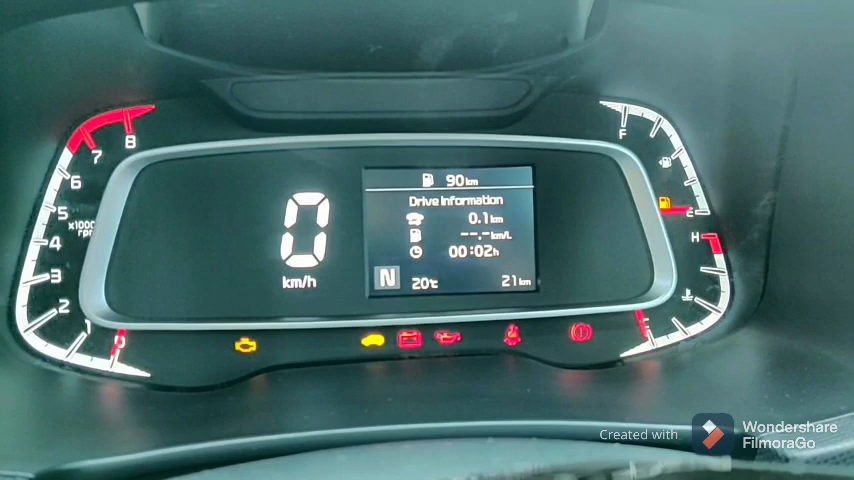 90km
Drive information
0.1km
--.-km/L
00:02h
N
20℃
21km
0
km/h
8
7
6
5
4
3
2
1
0
x1000
rpm
F
E
H
C
Created with
Wondershare
FilmoraGo